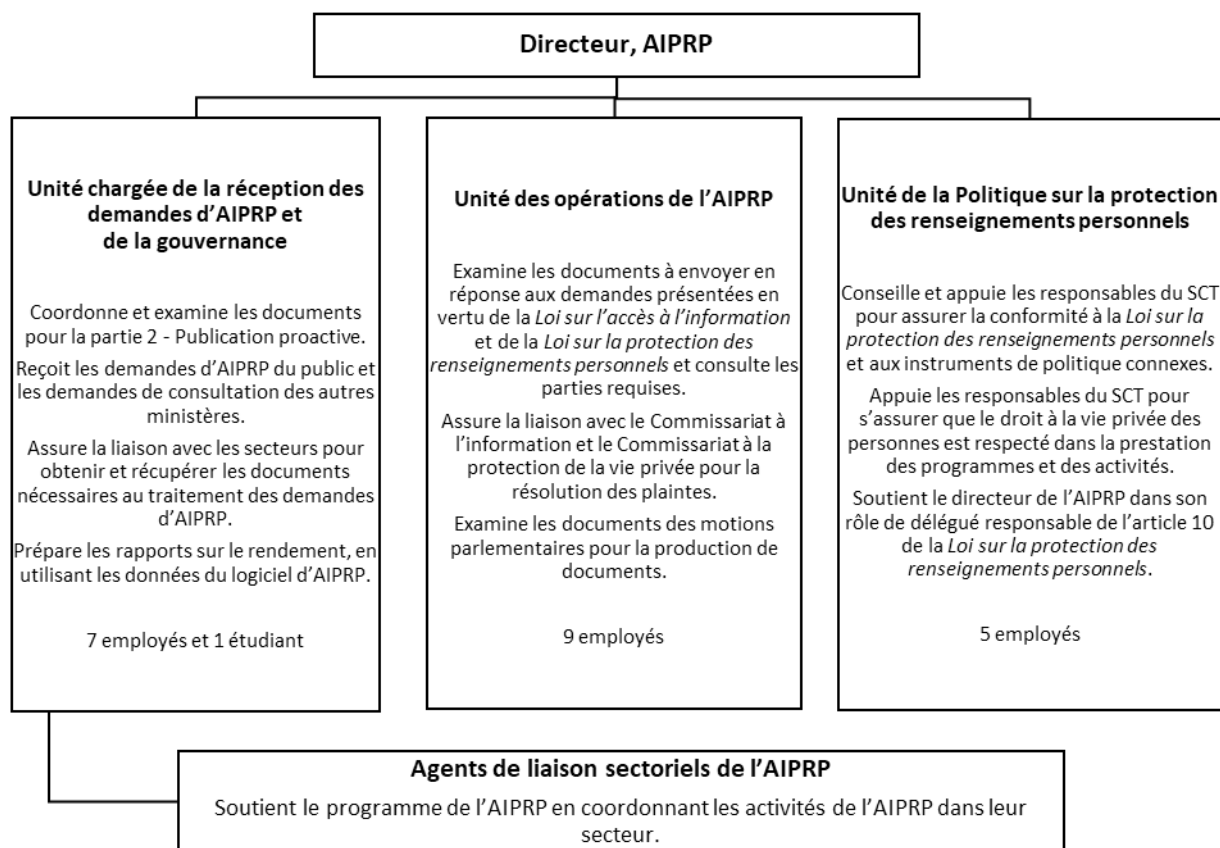 Directeur, AIPRP
Unité chargée de la réception des
demandes d’AIPRP et
de la gouvernance
Coordonne et examine les documents
pour la partie 2 - Publication proactive.
Reçoit les demandes d’AIPRP du public et
les demandes de consultation des autres
ministères.
Assure la liaison avec les secteurs pour
obtenir et récupérer les documents
nécessaires au traitement des demandes
d’AIPRP.
Prépare les rapports sur le rendement, en
utilisant les données du logiciel d’AIPRP.
7 employés et 1 étudiant
Unité des opérations de l’AIPRP
Examine les documents à envoyer en
réponse aux demandes présentées en
vertu de la Loi sur l’accès à l’information
et de la Loi sur la protection des
renseignements personnels et consulte les
parties requises.
Assure la liaison avec le Commissariat à
l’information et le Commissariat à la
protection de la vie privée pour la
résolution des plaintes.
Examine les documents des motions
parlementaires pour la production de
documents.
9 employés
Unité de la Politique sur la protection
des renseignements personnels
Conseille et appuie les responsables du SCT
pour assurer la conformité à la Loi sur la
protection des renseignements personnels
et aux instruments de politique connexes.
Appuie les responsables du SCT pour
s’assurer que le droit à la vie privée des
personnes est respecté dans la prestation
des programmes et des activités.
Soutient le directeur de l’AIPRP dans son
rôle de délégué responsable de l’article 10
de la Loi sur la protection des
renseignements personnels.
5 employés
Agents de liaison sectoriels de l’AIPRP
Soutient le programme de l’AIPRP en coordonnant les activités de l’AIPRP dans leur
secteur.